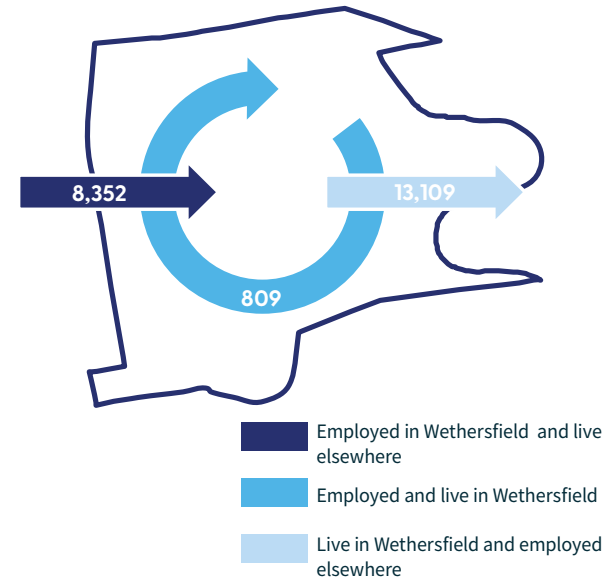 8,352
13,109
809
Employed in Wethersfield and live
elsewhere
Employed and live in Wethersfield
Live in Wethersfield and employed
elsewhere